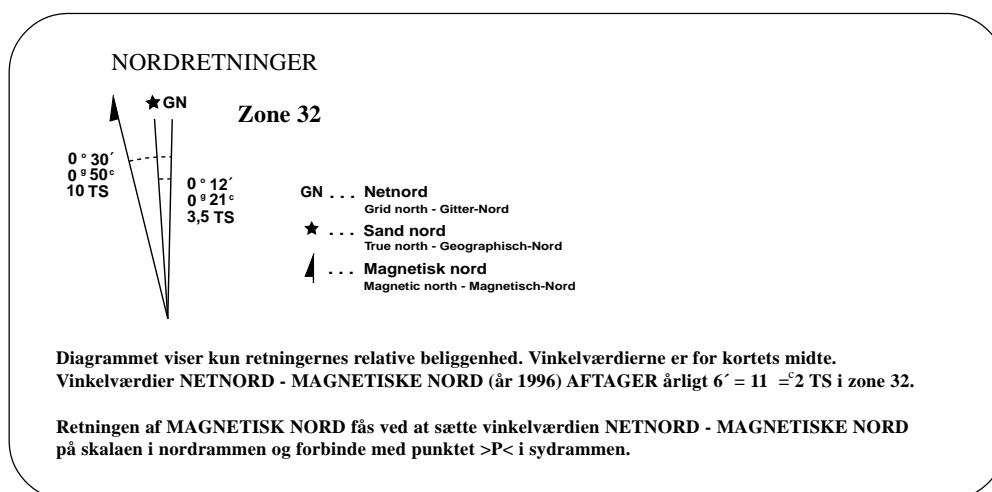 NORDRETNINGER
GN
Zone 32
0 ° 30´
0 ᵍ 50ᶜ
10 TS
0 ° 12´
0 ᵍ 21ᶜ
3,5 TS
GN . . . Netnord
Grid north - Gitter-Nord
★ . . . Sand nord
True north - Geographisch-Nord
. . . Magnetisk nord
Magnetic north - Magnetisch-Nord
Diagrammet viser kun retningernes relative beliggenhed. Vinkelværdierne er for kortets midte.
Vinkelværdier NETNORD - MAGNETISKE NORD (år 1996) AFTAGER årligt 6´ = 11 =ᶜ2 TS i zone 32.
Retningen af MAGNETISK NORD fås ved at sætte vinkelværdien NETNORD - MAGNETISKE NORD
på skalaen i nordrammen og forbinde med punktet >P< i sydrammen.